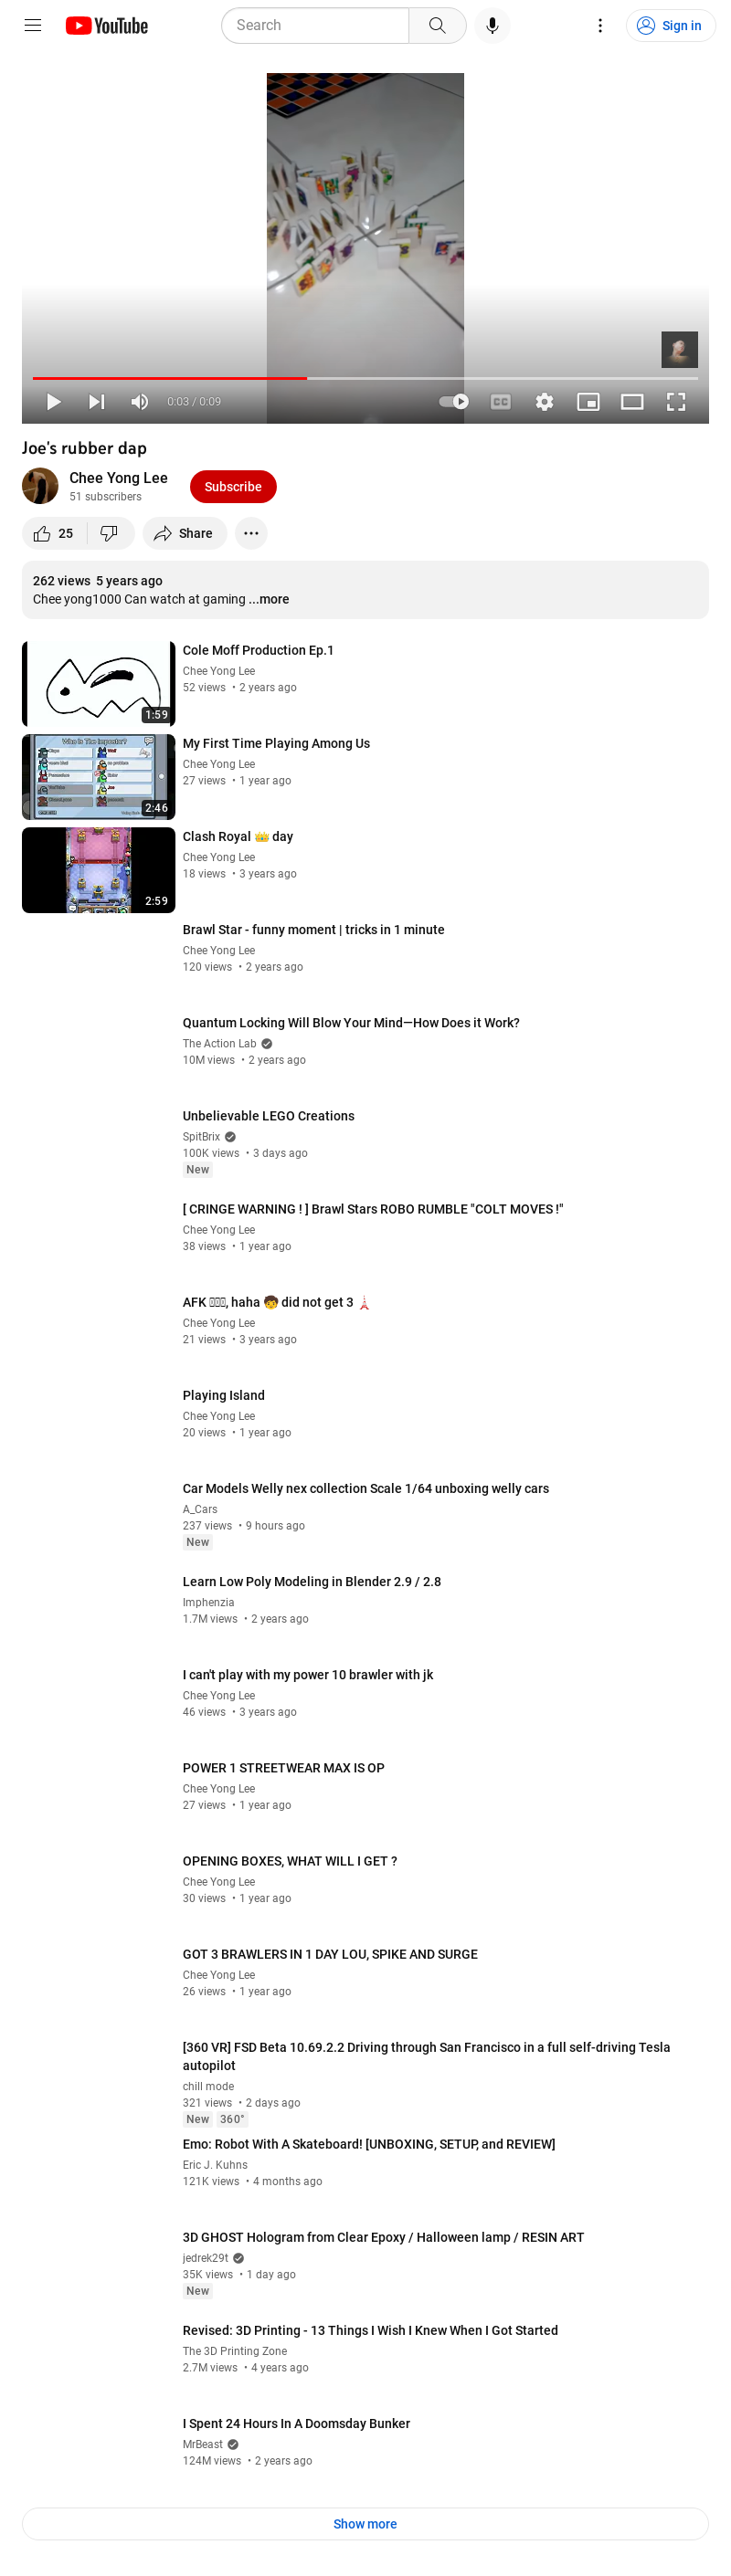 YouTube
Search
Sign in
0:03 / 0:09
CC
Joe's rubber dap
Chee Yong Lee
51 subscribers
Subscribe
25
Share
262 views 5 years ago
Chee yong1000 Can watch at gaming ...more
1:59
Cole Moff Production Ep.1
Chee Yong Lee
52 views • 2 years ago
Who Is The Impostor?
2:46
My First Time Playing Among Us
Chee Yong Lee
27 views • 1 year ago
2:59
Clash Royal 👑 day
Chee Yong Lee
18 views • 3 years ago
Brawl Star - funny moment | tricks in 1 minute
Chee Yong Lee
120 views • 2 years ago
Quantum Locking Will Blow Your Mind—How Does it Work?
The Action Lab
10M views • 2 years ago
Unbelievable LEGO Creations
SpitBrix
100K views • 3 days ago
New
[ CRINGE WARNING ! ] Brawl Stars ROBO RUMBLE "COLT MOVES !"
Chee Yong Lee
38 views • 1 year ago
AFK , haha 🧒 did not get 3 🗼
Chee Yong Lee
21 views • 3 years ago
Playing Island
Chee Yong Lee
20 views • 1 year ago
Car Models Welly nex collection Scale 1/64 unboxing welly cars
A_Cars
237 views • 9 hours ago
New
Learn Low Poly Modeling in Blender 2.9 / 2.8
Imphenzia
1.7M views • 2 years ago
I can't play with my power 10 brawler with jk
Chee Yong Lee
46 views • 3 years ago
POWER 1 STREETWEAR MAX IS OP
Chee Yong Lee
27 views • 1 year ago
OPENING BOXES, WHAT WILL I GET ?
Chee Yong Lee
30 views • 1 year ago
GOT 3 BRAWLERS IN 1 DAY LOU, SPIKE AND SURGE
Chee Yong Lee
26 views • 1 year ago
[360 VR] FSD Beta 10.69.2.2 Driving through San Francisco in a full self-driving Tesla
autopilot
chill mode
321 views • 2 days ago
New 360°
Emo: Robot With A Skateboard! [UNBOXING, SETUP, and REVIEW]
Eric J. Kuhns
121K views • 4 months ago
3D GHOST Hologram from Clear Epoxy / Halloween lamp / RESIN ART
jedrek29t
35K views • 1 day ago
New
Revised: 3D Printing - 13 Things I Wish I Knew When I Got Started
The 3D Printing Zone
2.7M views • 4 years ago
I Spent 24 Hours In A Doomsday Bunker
MrBeast
124M views • 2 years ago
Show more